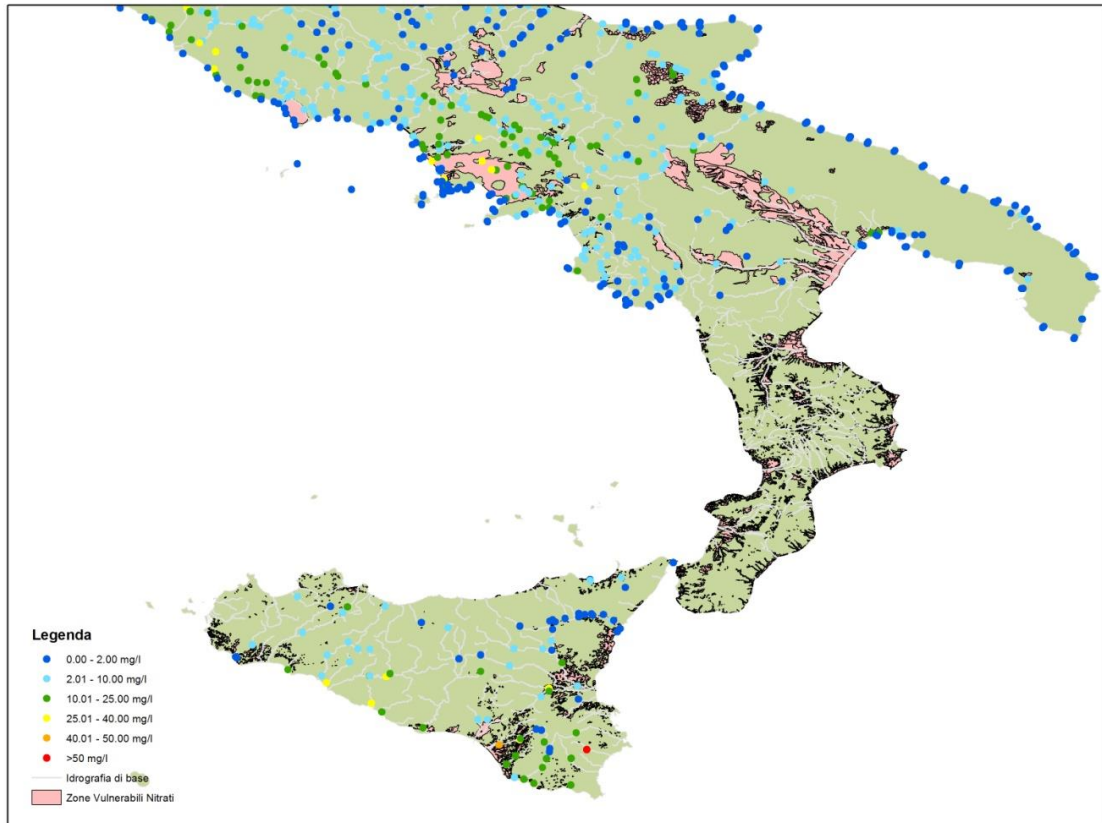 Legenda
0.00 - 2.00 mg/l
2.01 - 10.00 mg/l
10.01 - 25.00 mg/l
25.01 - 40.00 mg/l
40.01 - 50.00 mg/l
>50 mg/l
Idrografia di base
Zone Vulnerabili Nitrati